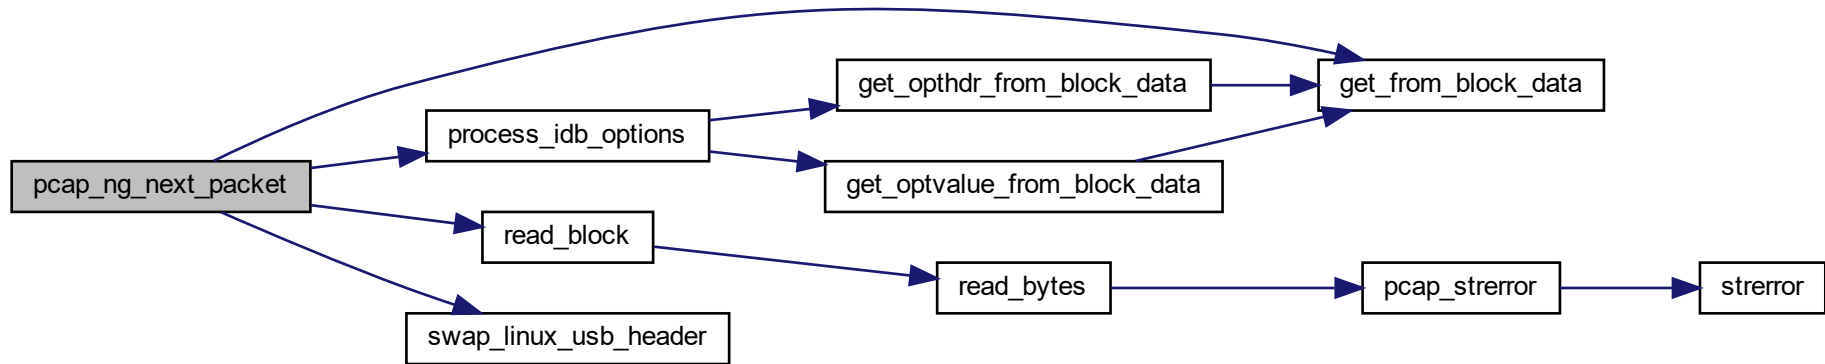 pcap_ng_next_packet
process_idb_options
get_opthdr_from_block_data
get_from_block_data
get_optvalue_from_block_data
read_block
read_bytes
pcap_strerror
strerror
swap_linux_usb_header